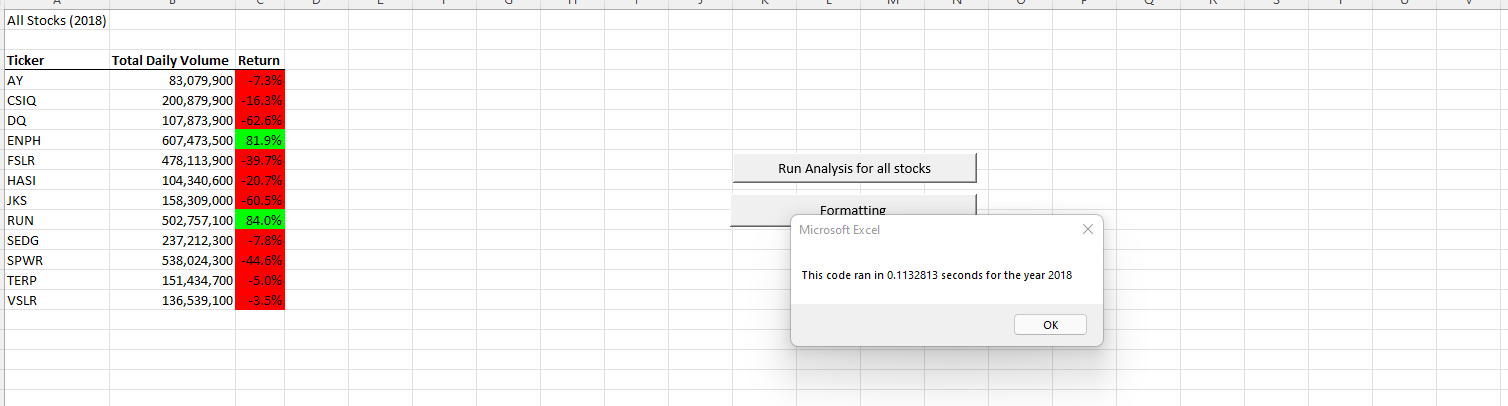 A B C D E F G H I J K L M N O P Q R S T U V
All Stocks (2018)
Ticker Total Daily Volume Return
AY 83,079,900 -7.3%
CSIQ 200,879,900 -16.3%
DQ 107,873,900 -62.6%
ENPH 607,473,500 81.9%
FSLR 478,113,900 -39.7%
Run Analysis for all stocks
HASI 104,340,600 -20.7%
JKS 158,309,000 -60.5%
Formatting
RUN 502,757,100 84.0%
Microsoft Excel
SEDG 237,212,300 -7.8%
SPWR 538,024,300 -44.6%
TERP 151,434,700 -5.0%
This code ran in 0.1132813 seconds for the year 2018
VSLR 136,539,100 -3.5%
OK